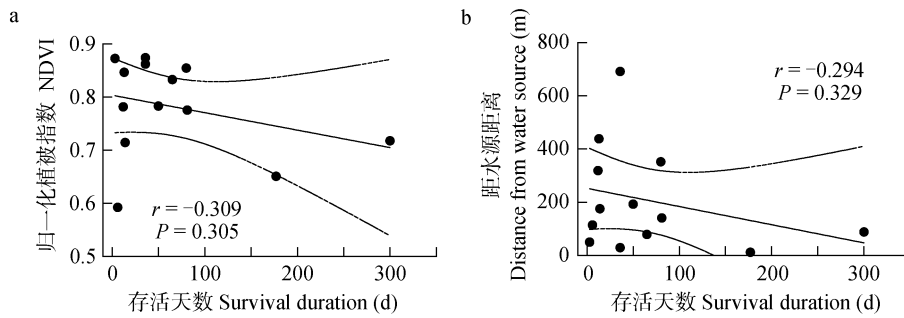 a
归一化植被指数 NDVI
0.9
0.8
0.7
0.6
0.5
r = −0.309
P = 0.305
0 100 200 300
存活天数 Survival duration (d)
b
距水源距离
Distance from water source (m)
800
600
400
200
0
r = −0.294
P = 0.329
0 100 200 300
存活天数 Survival duration (d)